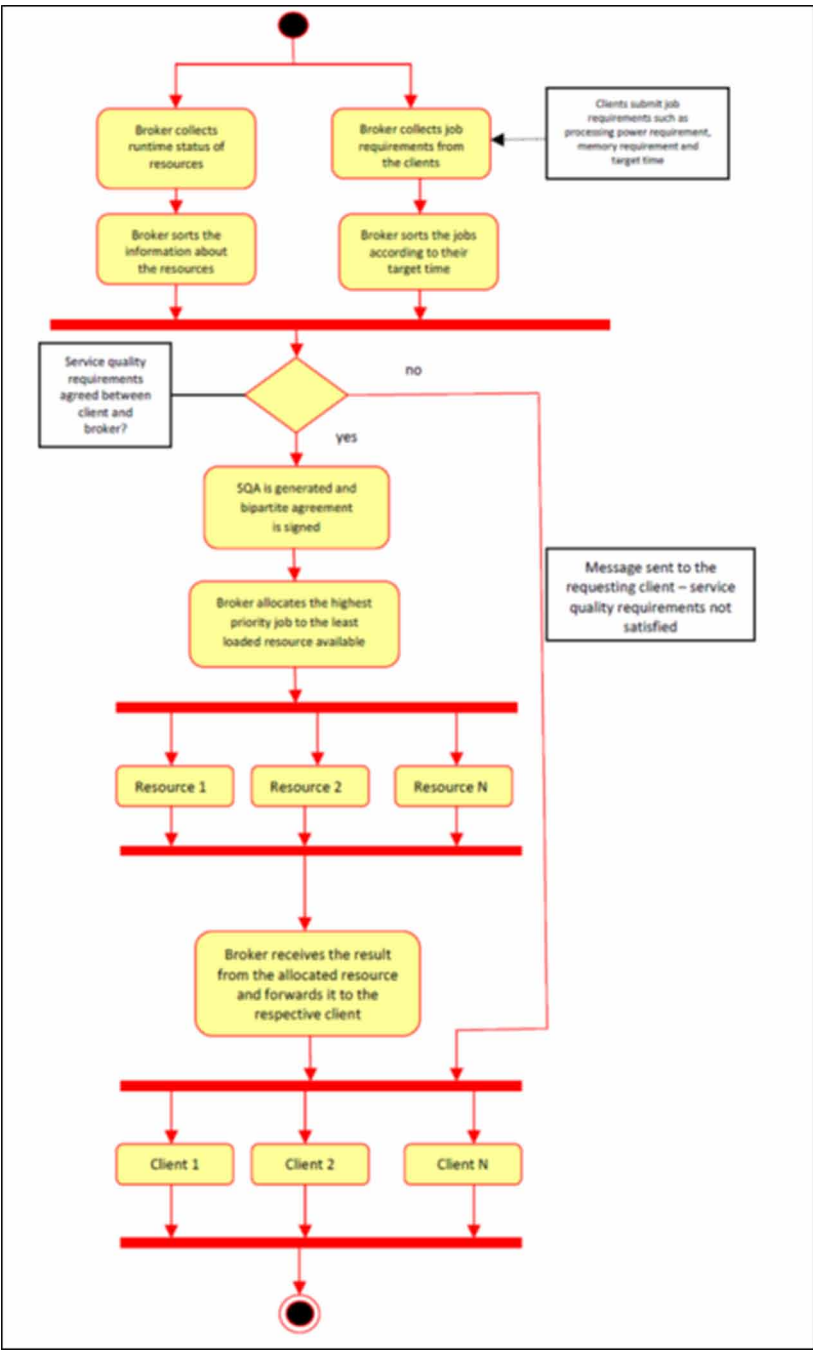 Broker collects
runtime status of
resources
Broker collects job
requirements from
the clients
Clients submit job
requirements such as
processing power requirement,
memory requirement and
target time
Broker sorts the
information about
the resources
Broker sorts the jobs
according to their
target time
Service quality
requirements
agreed between
client and
broker?
no
yes
SQA is generated and
bipartite agreement
is signed
Broker allocates the highest
priority job to the least
loaded resource available
Message sent to the
requesting client – service
quality requirements not
satisfied
Resource 1
Resource 2
Resource N
Broker receives the result
from the allocated resource
and forwards it to the
respective client
Client 1
Client 2
Client N